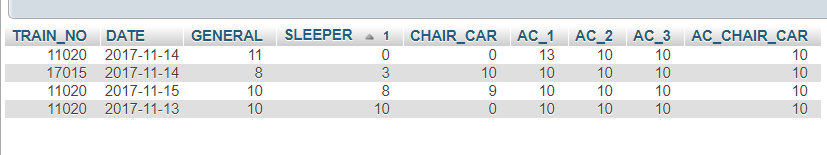 TRAIN_NO DATE GENERAL SLEEPER 1 CHAIR_CAR AC_1 AC_2 AC_3 AC_CHAIR_CAR
11020 2017-11-14 11 0 0 13 10 10 10
17015 2017-11-14 8 3 10 10 10 10 10
11020 2017-11-15 10 8 9 10 10 10 10
11020 2017-11-13 10 10 0 10 10 10 10